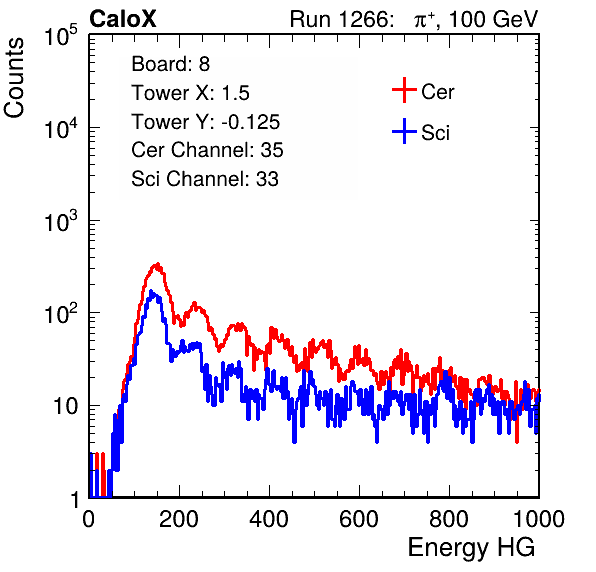 CaloX Run 1266: π⁺, 100 GeV
Counts
Board: 8
Tower X: 1.5
Tower Y: -0.125
Cer Channel: 35
Sci Channel: 33
Cer
Sci
10⁵
10⁴
10³
10²
10
1
0 200 400 600 800 1000
Energy HG